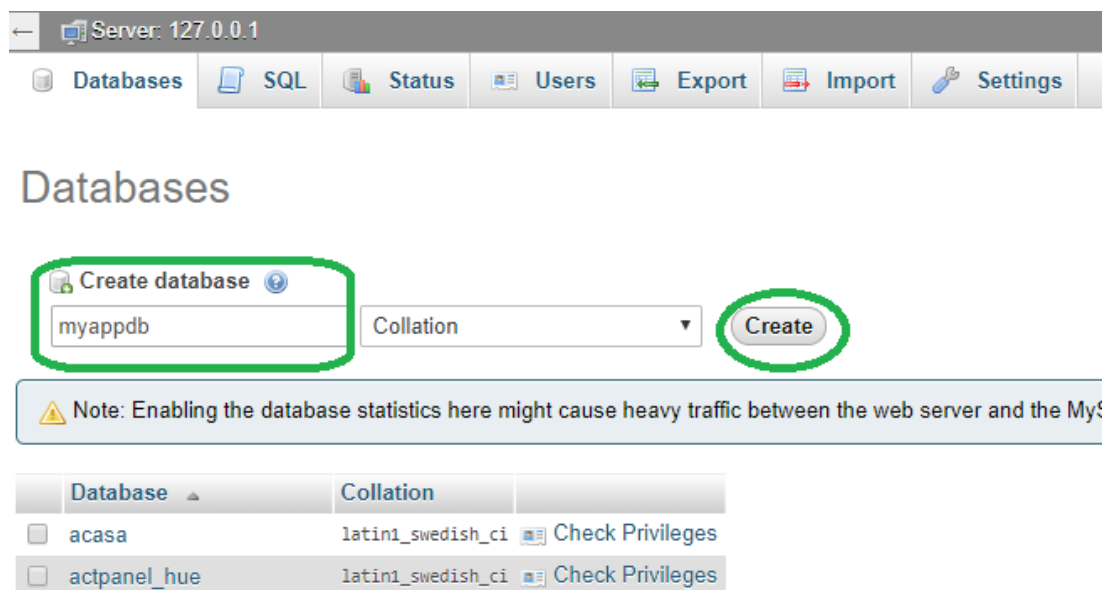 Server: 127.0.0.1
Databases SQL Status Users Export Import Settings
Databases
Create database
myappdb Collation Create
Note: Enabling the database statistics here might cause heavy traffic between the web server and the
Database Collation
acasa latin1_swedish_ci Check Privileges
actpanel_hue latin1_swedish_ci Check Privileges